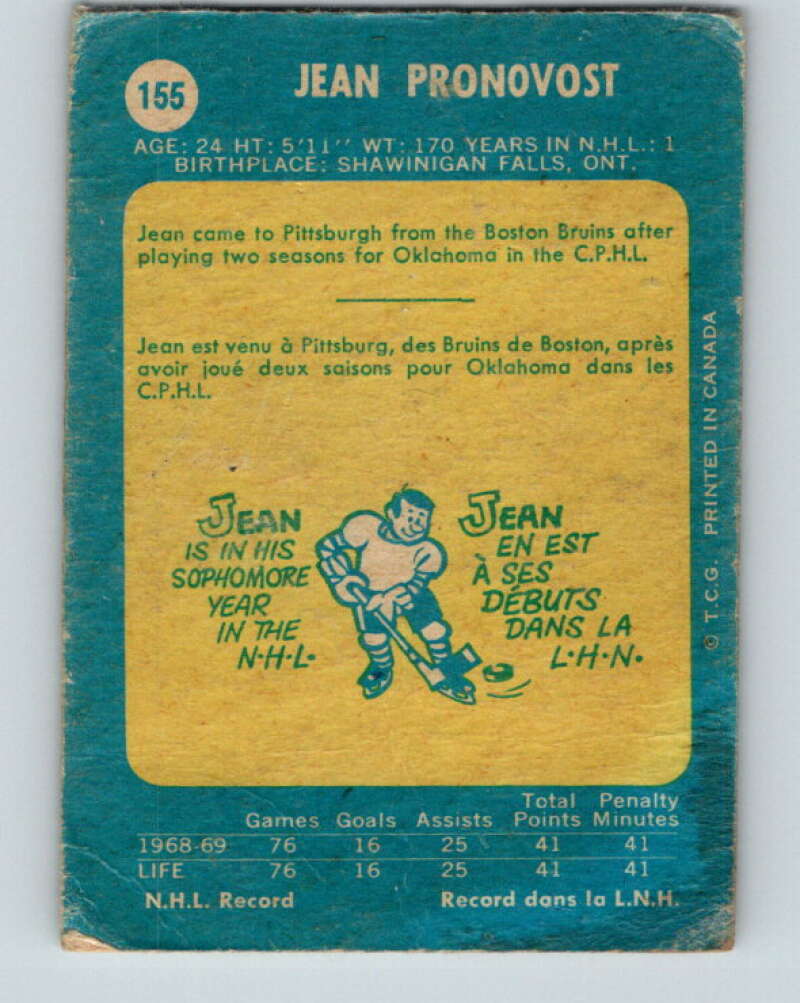 155
JEAN PRONOVOST
AGE: 24 HT: 5'11'' WT: 170 YEARS IN N.H.L.: 1
BIRTHPLACE: SHAWINIGAN FALLS, ONT.
Jean came to Pittsburgh from the Boston Bruins after
playing two seasons for Oklahoma in the C.P.H.L.
Jean est venu à Pittsburg, des Bruins de Boston, après
avoir joué deux saisons pour Oklahoma dans les
C.P.H.L.
JEAN
IS IN HIS
SOPHOMORE
YEAR
IN THE
N·H·L·
JEAN
EN EST
À SES
DÉBUTS
DANS LA
L·H·N·
© T.C.G. PRINTED IN CANADA
Games Goals Assists Total Points Penalty Minutes
1968-69 76 16 25 41 41
LIFE 76 16 25 41 41
N.H.L. Record Record dans la L.N.H.